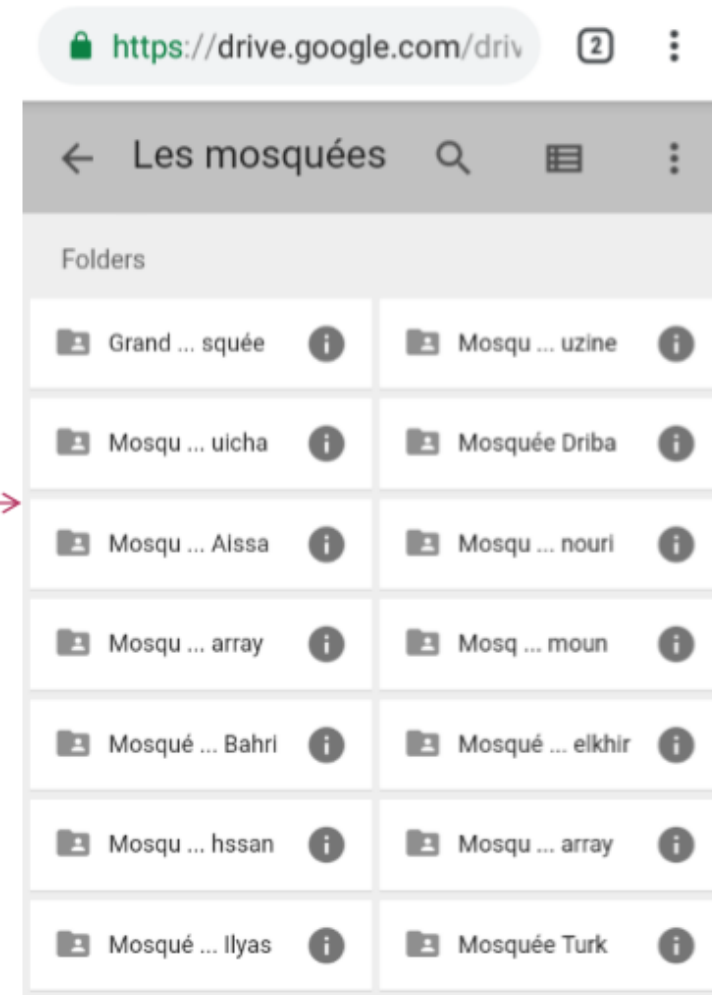 https://drive.google.com/driv 2
Les mosquées
Folders
Grand ... squée Mosqu ... uzine
Mosqu ... uicha Mosquée Driba
Mosqu ... Aissa Mosqu ... nouri
Mosqu ... array Mosq ... moun
Mosqué ... Bahri Mosqué ... elkhir
Mosqu ... hssan Mosqu ... array
Mosqué ... Ilyas Mosquée Turk